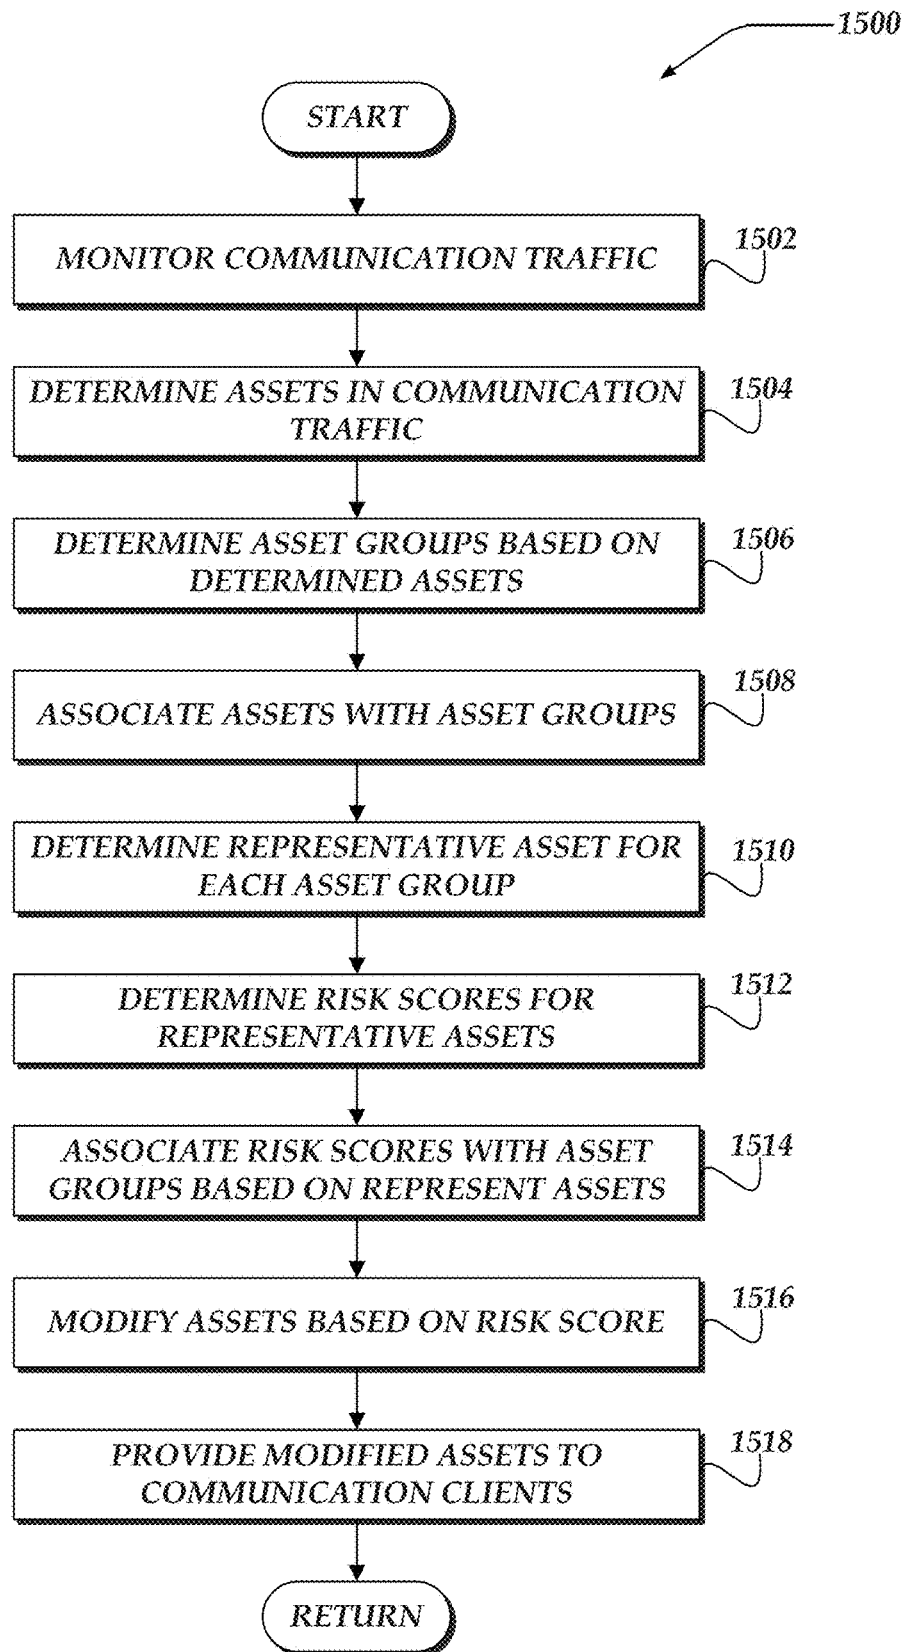 1500
START
MONITOR COMMUNICATION TRAFFIC
1502
DETERMINE ASSETS IN COMMUNICATION
TRAFFIC
1504
DETERMINE ASSET GROUPS BASED ON
DETERMINED ASSETS
1506
ASSOCIATE ASSETS WITH ASSET GROUPS
1508
DETERMINE REPRESENTATIVE ASSET FOR
EACH ASSET GROUP
1510
DETERMINE RISK SCORES FOR
REPRESENTATIVE ASSETS
1512
ASSOCIATE RISK SCORES WITH ASSET
GROUPS BASED ON REPRESENT ASSETS
1514
MODIFY ASSETS BASED ON RISK SCORE
1516
PROVIDE MODIFIED ASSETS TO
COMMUNICATION CLIENTS
1518
RETURN